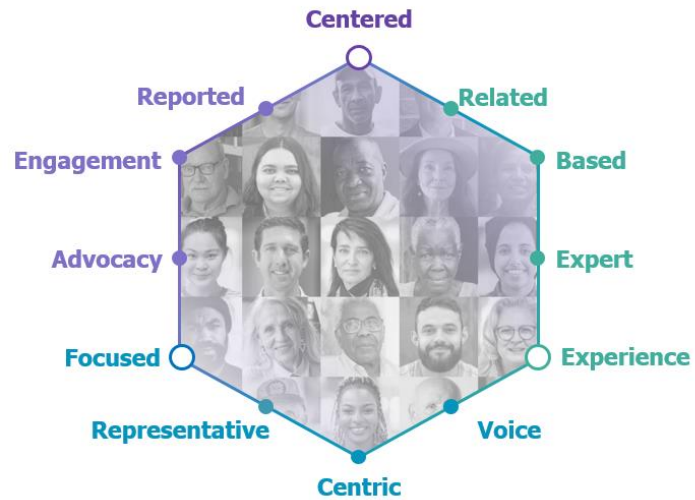 Centered
Reported
Related
Engagement
Based
Advocacy
Expert
Focused
Experience
Representative
Voice
Centric